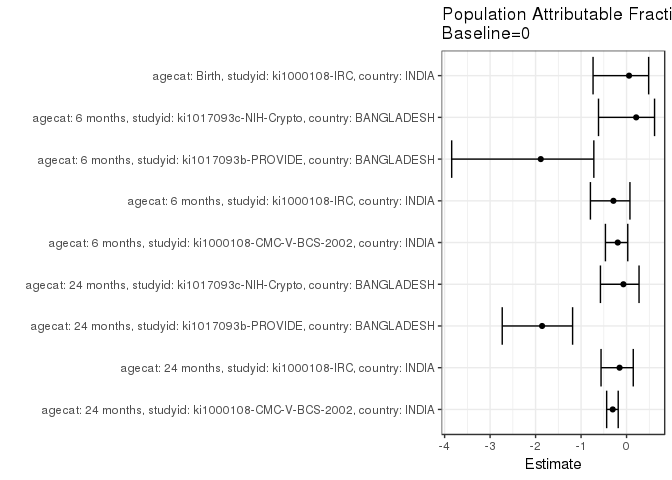 Population Attributable Fracti
Baseline=0
agecat: Birth, studyid: ki1000108-IRC, country: INDIA
agecat: 6 months, studyid: ki1017093c-NIH-Crypto, country: BANGLADESH
agecat: 6 months, studyid: ki1017093b-PROVIDE, country: BANGLADESH
agecat: 6 months, studyid: ki1000108-IRC, country: INDIA
agecat: 6 months, studyid: ki1000108-CMC-V-BCS-2002, country: INDIA
agecat: 24 months, studyid: ki1017093c-NIH-Crypto, country: BANGLADESH
agecat: 24 months, studyid: ki1017093b-PROVIDE, country: BANGLADESH
agecat: 24 months, studyid: ki1000108-IRC, country: INDIA
agecat: 24 months, studyid: ki1000108-CMC-V-BCS-2002, country: INDIA
-4 -3 -2 -1 0
Estimate